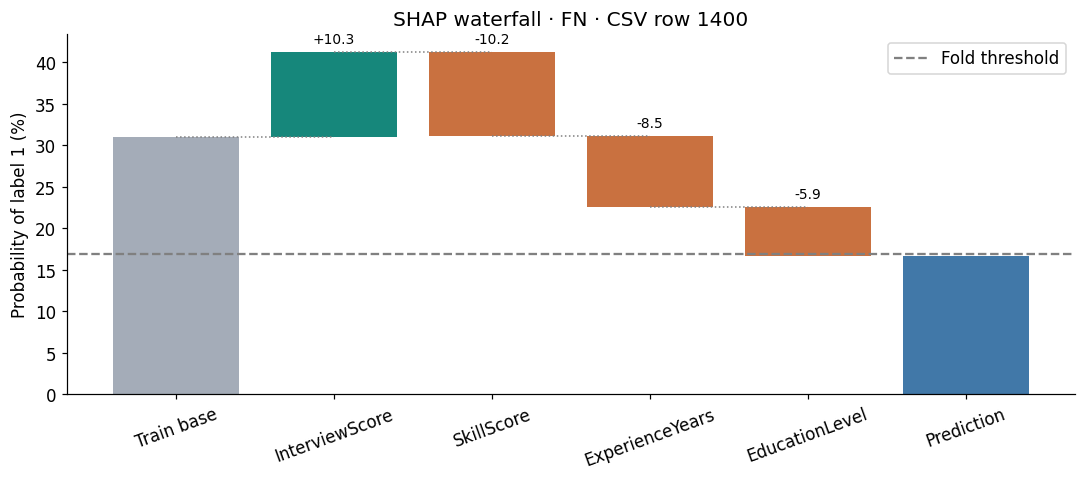 SHAP waterfall · FN · CSV row 1400
Probability of label 1 (%)
40
35
30
25
20
15
10
5
0
+10.3
-10.2
-8.5
-5.9
Fold threshold
Train base
InterviewScore
SkillScore
ExperienceYears
EducationLevel
Prediction